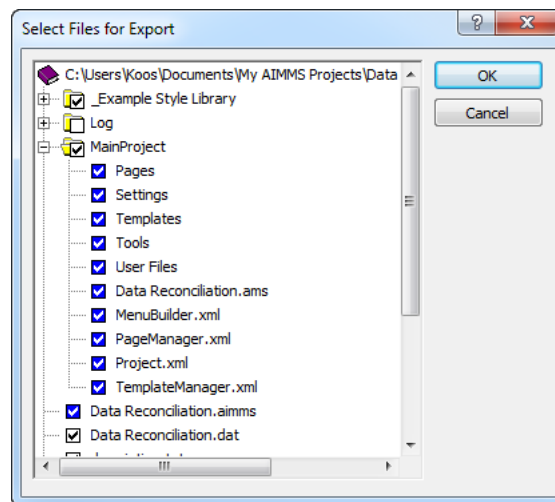 Select Files for Export
C:\Users\Koos\Documents\My AIMMS Projects\Data
OK
_Example Style Library
Log
Cancel
MainProject
Pages
Settings
Templates
Tools
User Files
Data Reconciliation.ams
MenuBuilder.xml
PageManager.xml
Project.xml
TemplateManager.xml
Data Reconciliation.aimms
Data Reconciliation.dat